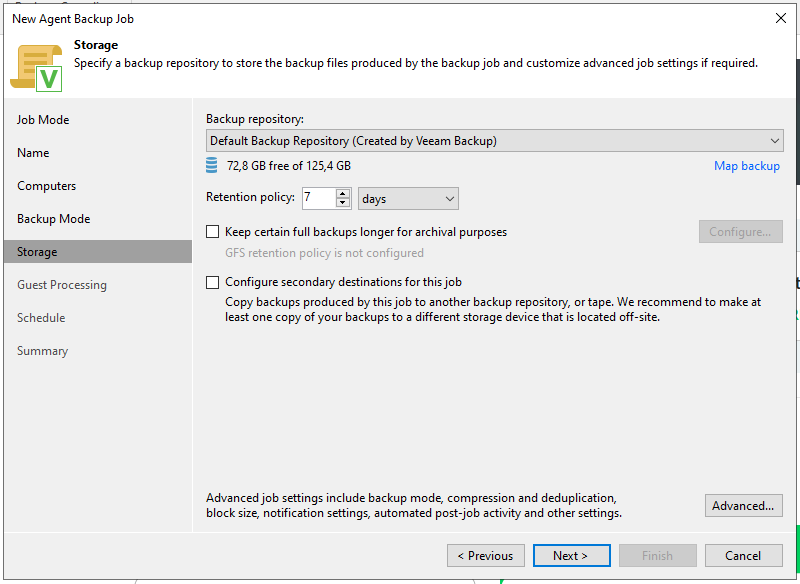 New Agent Backup Job
Storage
Specify a backup repository to store the backup files produced by the backup job and customize advanced job settings if required.
Job Mode
Name
Computers
Backup Mode
Storage
Guest Processing
Schedule
Summary
Backup repository:
Default Backup Repository (Created by Veeam Backup)
72,8 GB free of 125,4 GB
Map backup
Retention policy: 7 days
Keep certain full backups longer for archival purposes
Configure...
GFS retention policy is not configured
Configure secondary destinations for this job
Copy backups produced by this job to another backup repository, or tape. We recommend to make at
least one copy of your backups to a different storage device that is located off-site.
Advanced job settings include backup mode, compression and deduplication,
block size, notification settings, automated post-job activity and other settings.
Advanced...
< Previous
Next >
Finish
Cancel